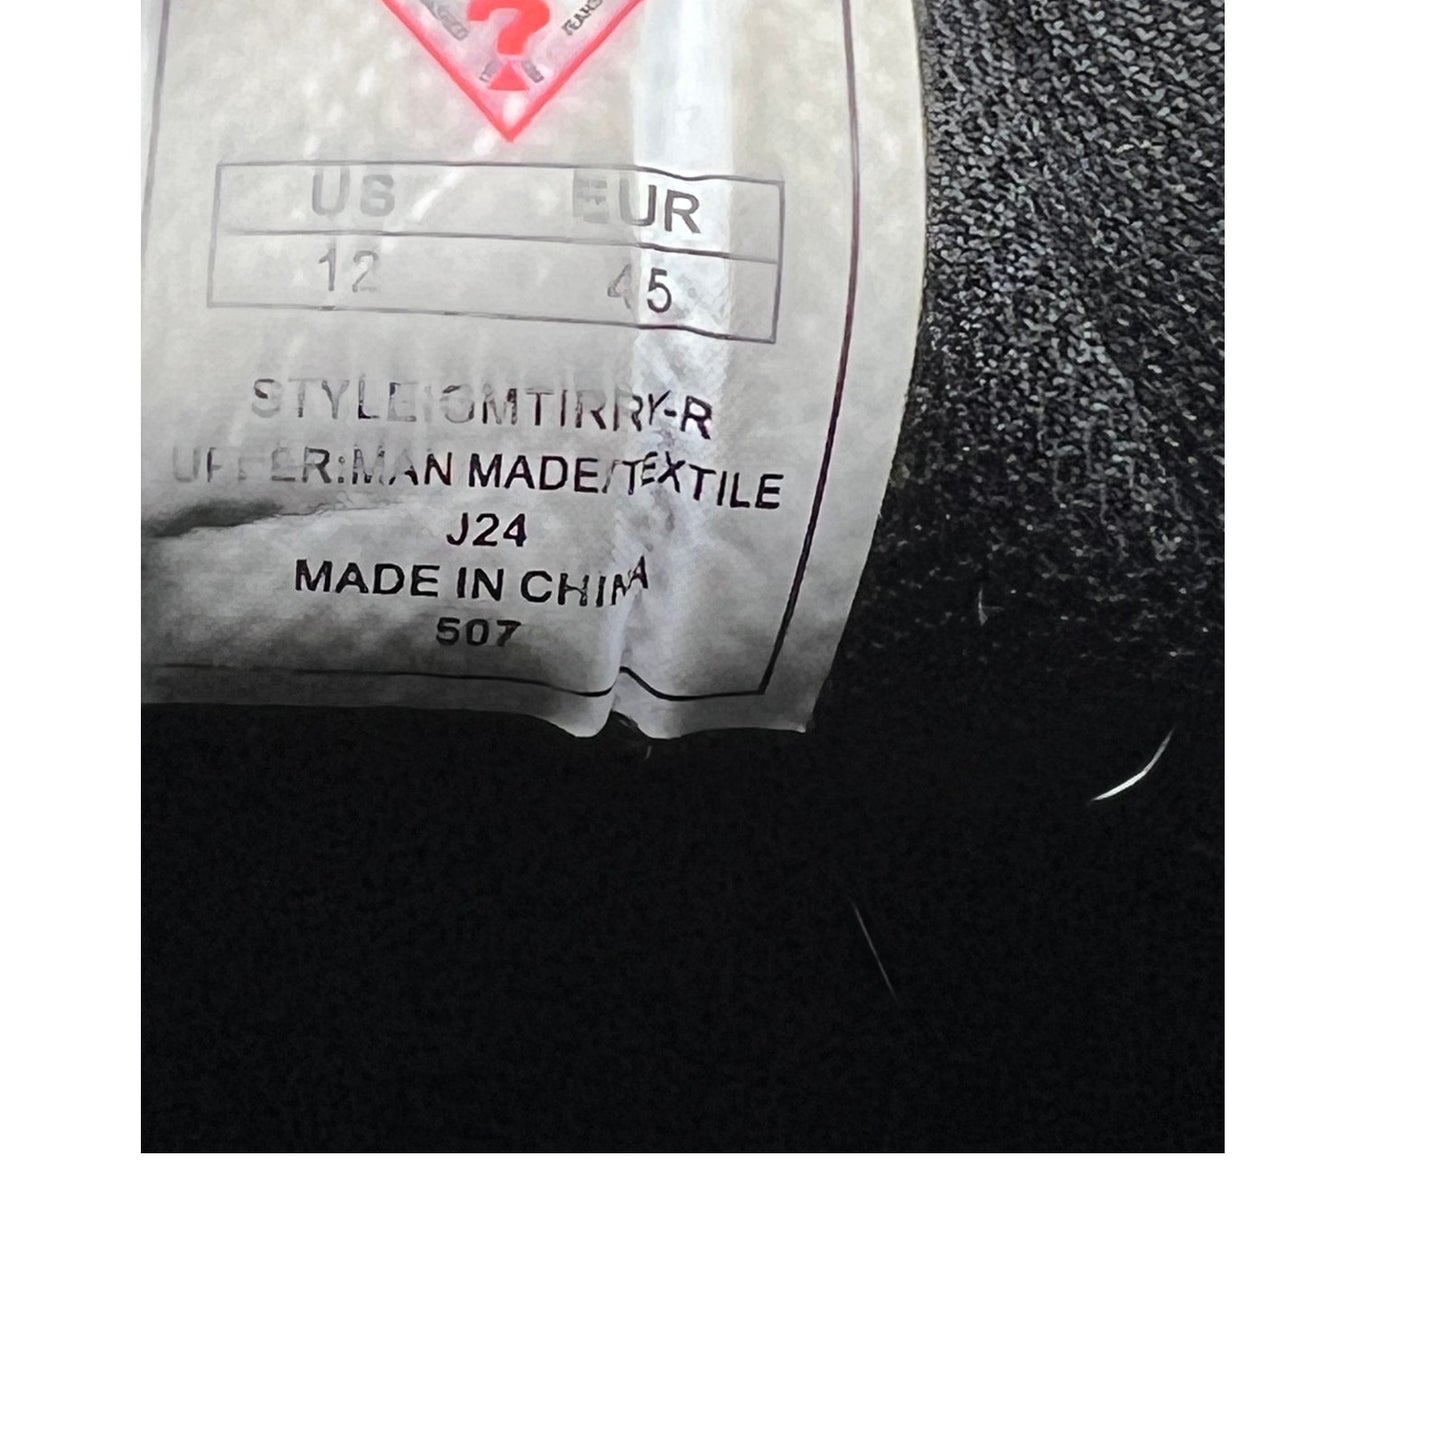 ?
US EUR
12 45
STYLE:GMTIRRY-R
UPPER:MAN MADE/TEXTILE
J24
MADE IN CHINA
507